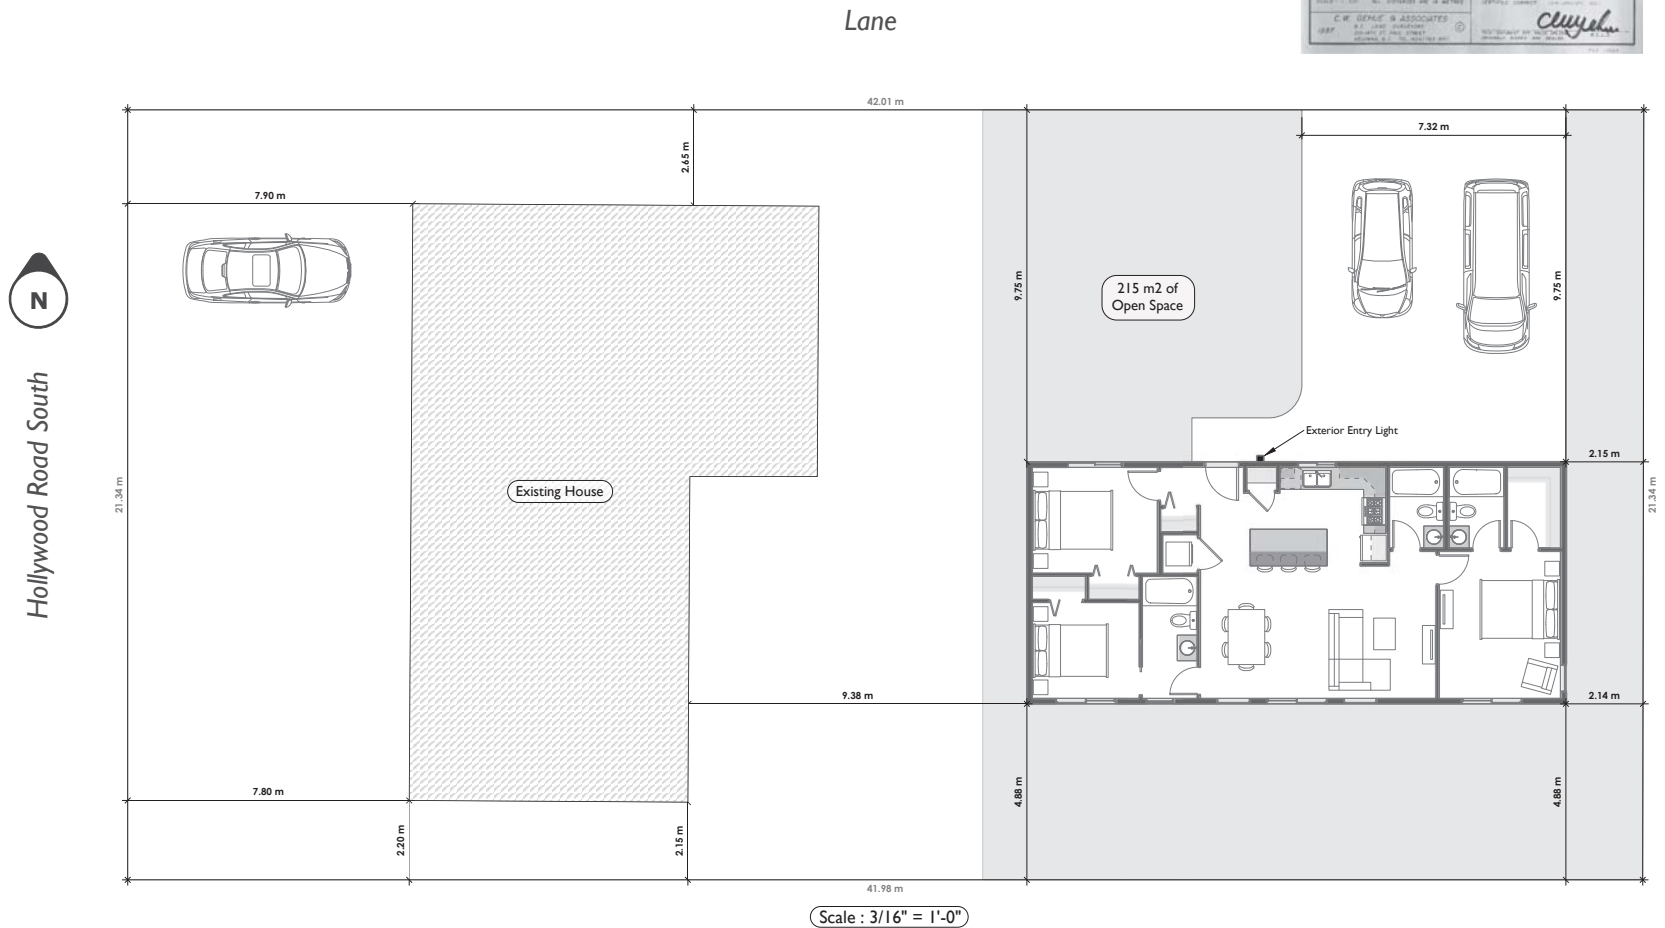 Lane
C.W. GEHUE & ASSOCIATES
42.01 m
7.32 m
2.65 m
7.90 m
9.75 m
9.75 m
215 m2 of
Open Space
N
Hollywood Road South
21.34 m
Exterior Entry Light
2.15 m
21.34 m
Existing House
9.38 m
2.14 m
7.80 m
4.88 m
4.88 m
2.20 m
2.15 m
41.98 m
Scale : 3/16" = 1'-0"